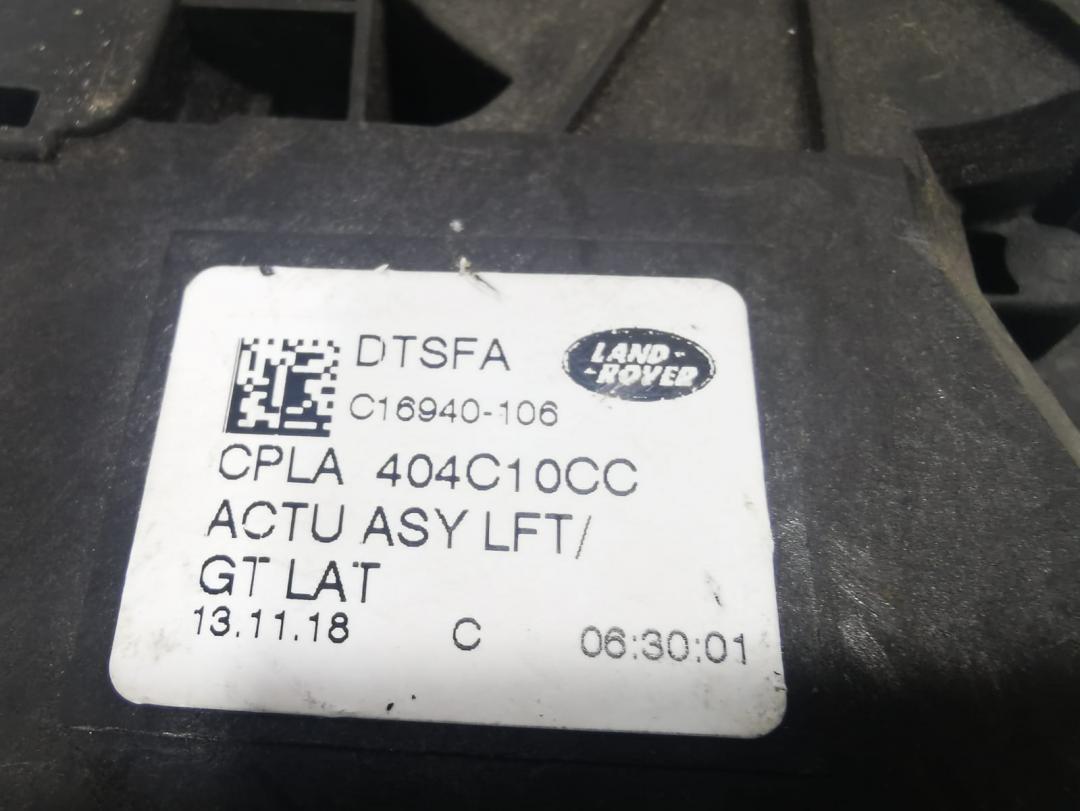 DTSFA
LAND-
-ROVER
C16940-106
CPLA 404C10CC
ACTU ASY LFT/
GT LAT
13.11.18 C 06:30:01